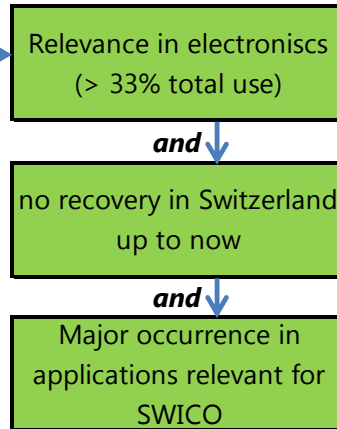 Relevance in electroniscs
(> 33% total use)
and
no recovery in Switzerland
up to now
and
Major occurrence in
applications relevant for
SWICO